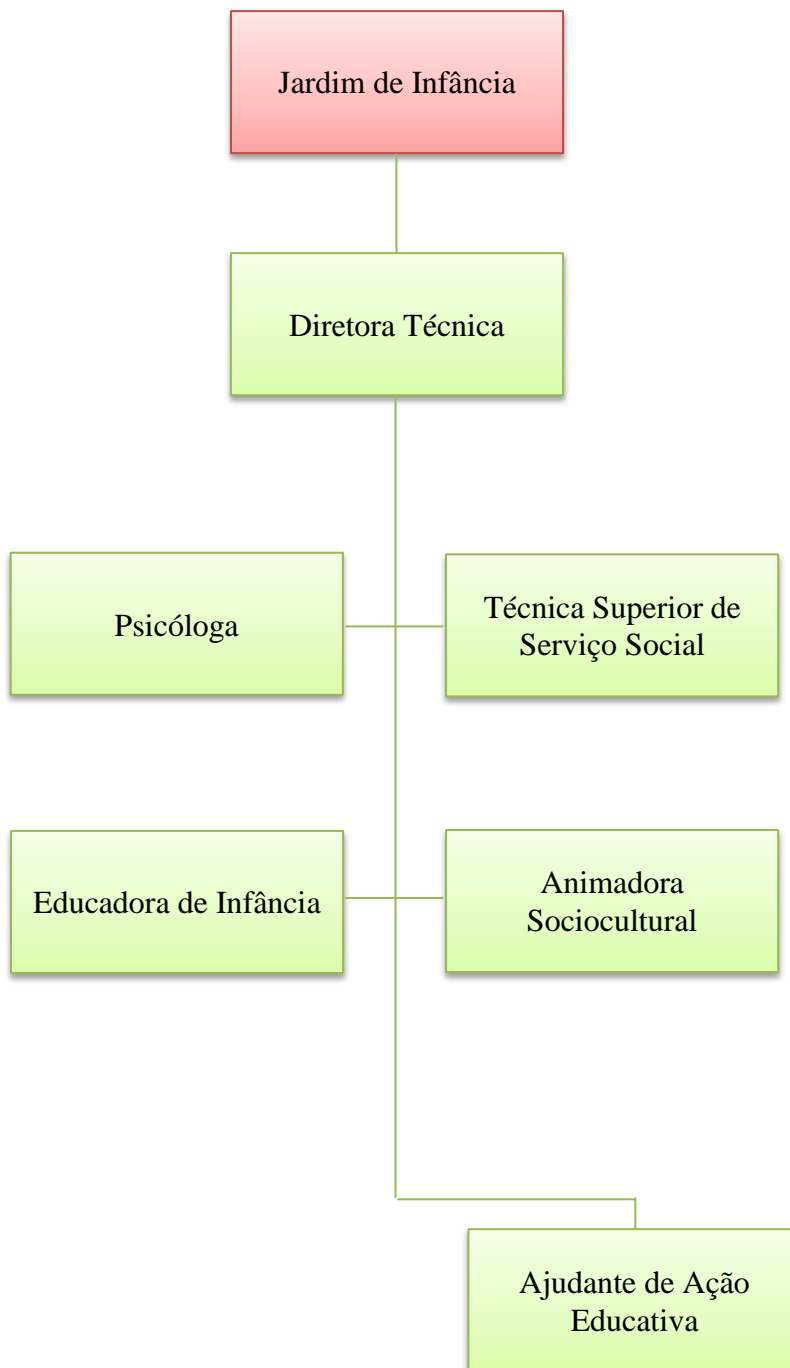 Jardim de Infância
Diretora Técnica
Psicóloga
Técnica Superior de
Serviço Social
Educadora de Infância
Animadora
Sociocultural
Ajudante de Ação
Educativa